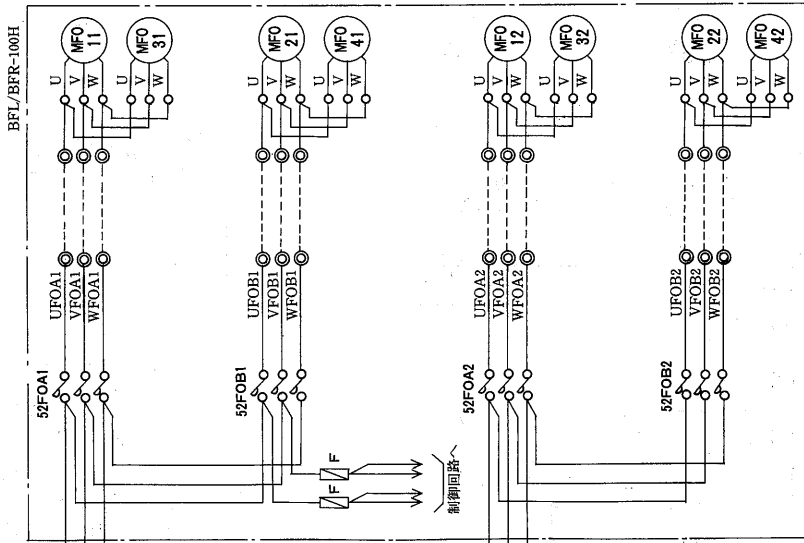 BFL/BFR-100H
MFO
11
MFO
31
MFO
21
MFO
41
MFO
12
MFO
32
MFO
22
MFO
42
U
V
W
U
V
W
U
V
W
U
V
W
U
V
W
U
V
W
U
V
W
U
V
W
UFOA1
VFOA1
WFOA1
UFOB1
VFOB1
WFOB1
UFOA2
VFOA2
WFOA2
UFOB2
VFOB2
WFOB2
52FOA1
52FOB1
52FOA2
52FOB2
F
F
制御回路へ